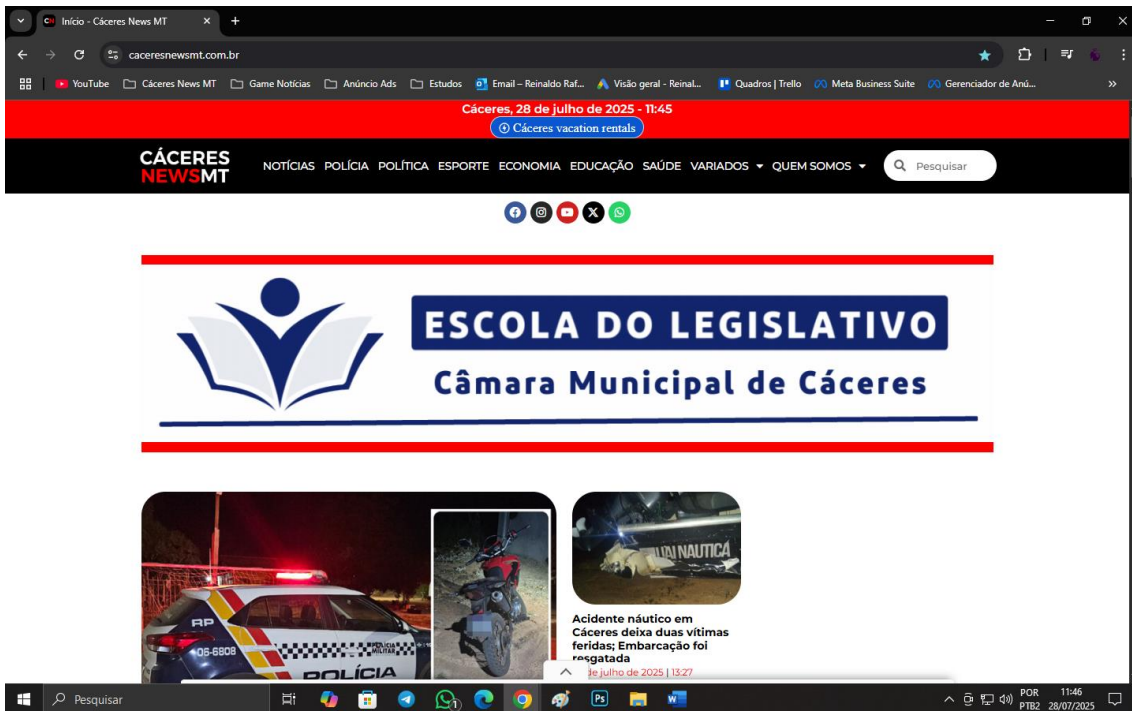 Início - Cáceres News MT
caceresnewsmt.com.br
YouTube Cáceres News MT Game Notícias Anúncio Ads Estudos Email – Reinaldo Raf... Visão geral - Reinal... Quadros | Trello Meta Business Suite Gerenciador de Anú...
Cáceres, 28 de julho de 2025 - 11:45
Cáceres vacation rentals
CÁCERES
NEWSMT
NOTÍCIAS POLÍCIA POLÍTICA ESPORTE ECONOMIA EDUCAÇÃO SAÚDE VARIADOS QUEM SOMOS Pesquisar
ESCOLA DO LEGISLATIVO
Câmara Municipal de Cáceres
RP
06-6808
POLÍCIA
MILITAR
POLÍCIA
NAUTICA
Acidente náutico em
Cáceres deixa duas vítimas
feridas; Embarcação foi
resgatada
de julho de 2025 | 13:27
Pesquisar
Ps
POR
PTB2
11:46
28/07/2025